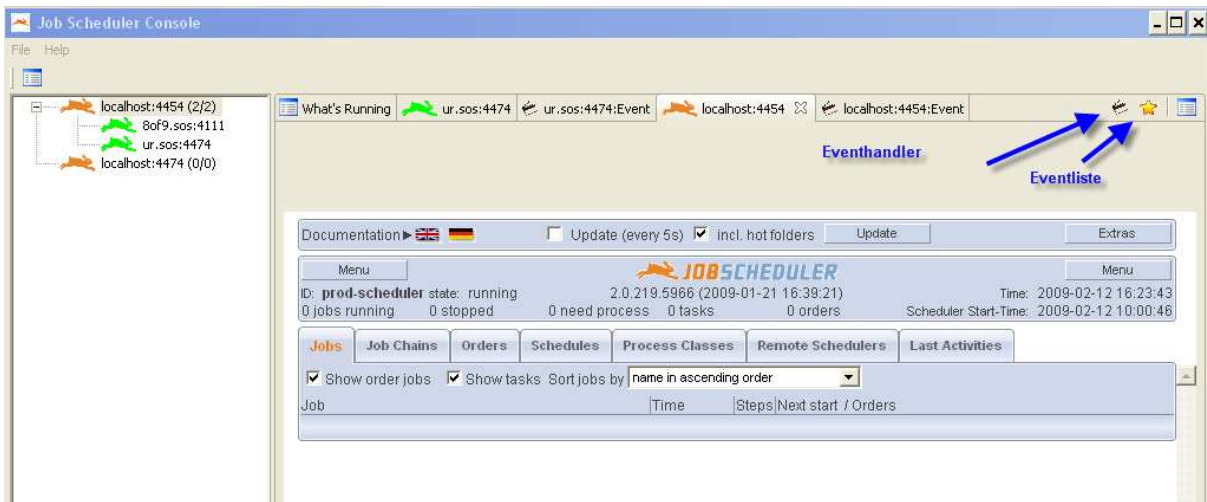 Job Scheduler Console
File Help
localhost:4454 (2/2)
8of9.sos:4111
ur.sos:4474
localhost:4474 (0/0)
What's Running ur.sos:4474 ur.sos:4474:Event localhost:4454 localhost:4454:Event
Eventhandler
Eventliste
Documentation Update (every 5s) incl. hot folders Update Extras
Menu JOBSCHEDULER Menu
ID: prod-scheduler state: running 2.0.219.5966 (2009-01-21 16:39:21) Time: 2009-02-12 16:23:43
0 jobs running 0 stopped 0 need process 0 tasks 0 orders Scheduler Start-Time: 2009-02-12 10:00:46
Jobs Job Chains Orders Schedules Process Classes Remote Schedulers Last Activities
Show order jobs Show tasks Sort jobs by name in ascending order
Job Time Steps Next start / Orders